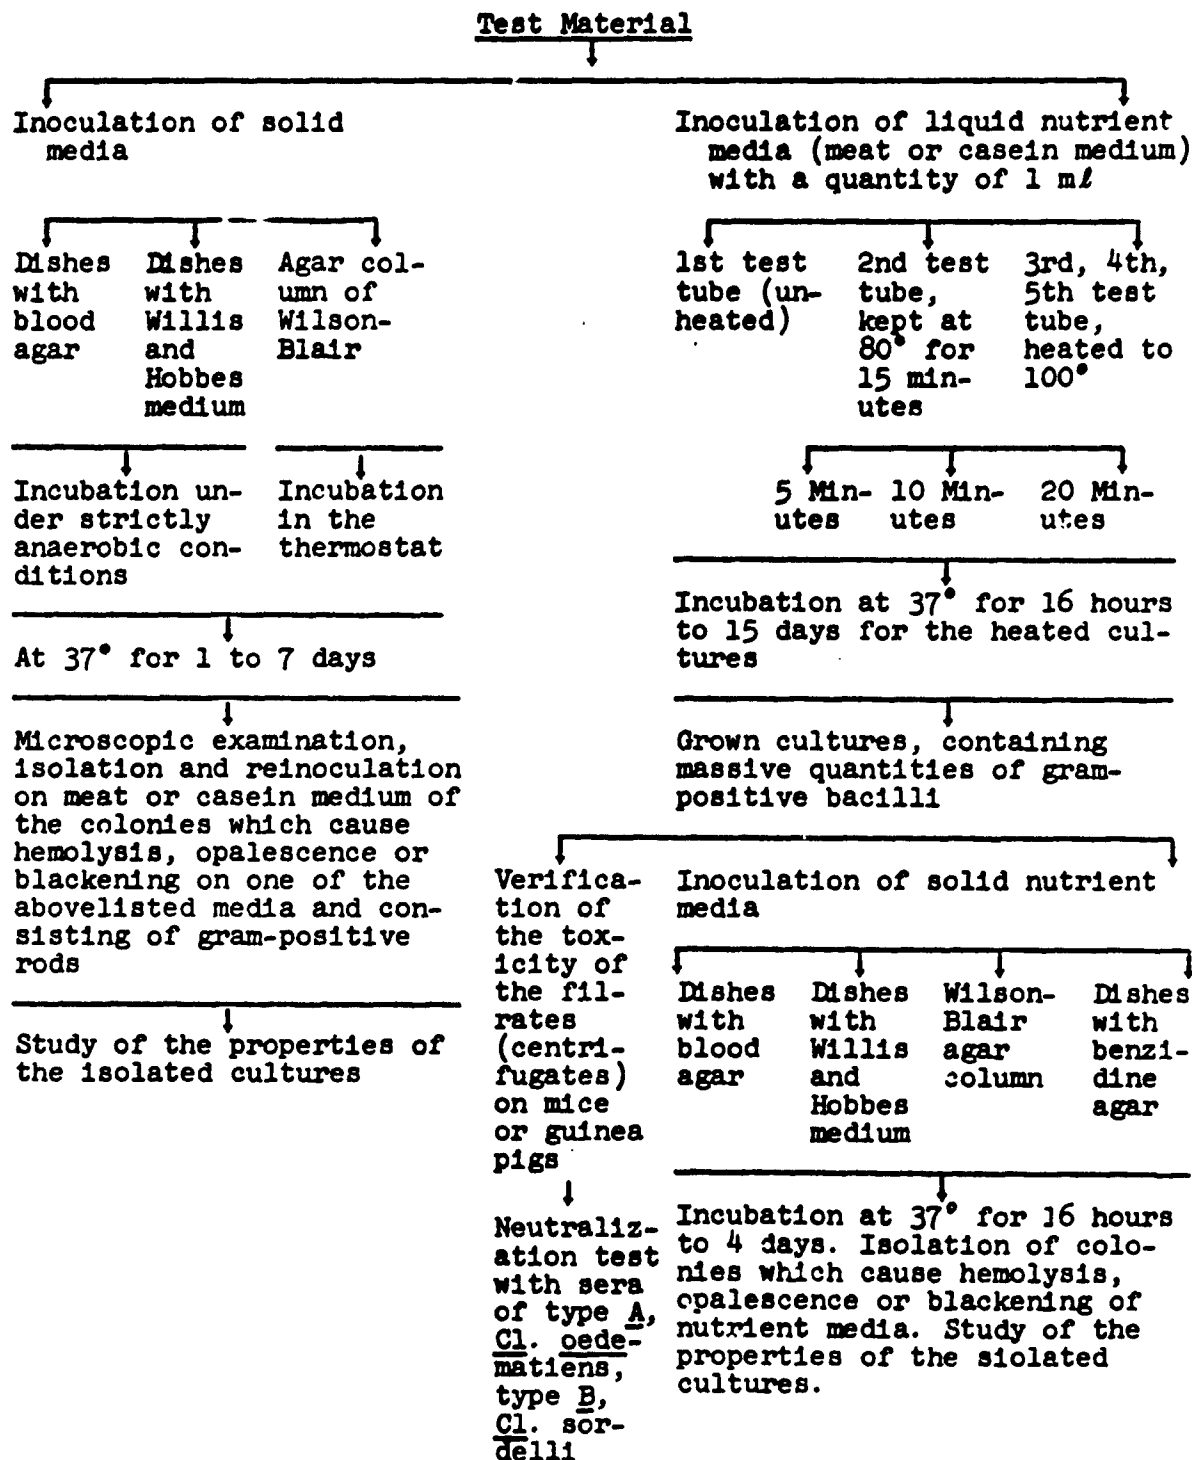 Test Material
Inoculation of solid
media
Inoculation of liquid nutrient
media (meat or casein medium)
with a quantity of 1 mℓ
Dishes
with
blood
agar
Dishes
with
Willis
and
Hobbes
medium
Agar col-
umn of
Wilson-
Blair
1st test
tube (un-
heated)
2nd test
tube,
kept at
80° for
15 min-
utes
3rd, 4th,
5th test
tube,
heated to
100°
Incubation un-
der strictly
anaerobic con-
ditions
Incubation
in the
thermostat
5 Min-
utes
10 Min-
utes
20 Min-
utes
At 37° for 1 to 7 days
Incubation at 37° for 16 hours
to 15 days for the heated cul-
tures
Microscopic examination,
isolation and reinoculation
on meat or casein medium of
the colonies which cause
hemolysis, opalescence or
blackening on one of the
abovelisted media and con-
sisting of gram-positive
rods
Study of the properties of
the isolated cultures
Grown cultures, containing
massive quantities of gram-
positive bacilli
Verifica-
tion of
the tox-
icity of
the fil-
rates
(centri-
fugates)
on mice
or guinea
pigs
Neutraliz-
ation test
with sera
of type A,
Cl. oede-
matiens,
type B,
Cl. sor-
delli
Inoculation of solid nutrient
media
Dishes
with
blood
agar
Dishes
with
Willis
and
Hobbes
medium
Wilson-
Blair
agar
column
Dishes
with
benzi-
dine
agar
Incubation at 37° for 16 hours
to 4 days. Isolation of colo-
nies which cause hemolysis,
opalescence or blackening of
nutrient media. Study of the
properties of the siolated
cultures.